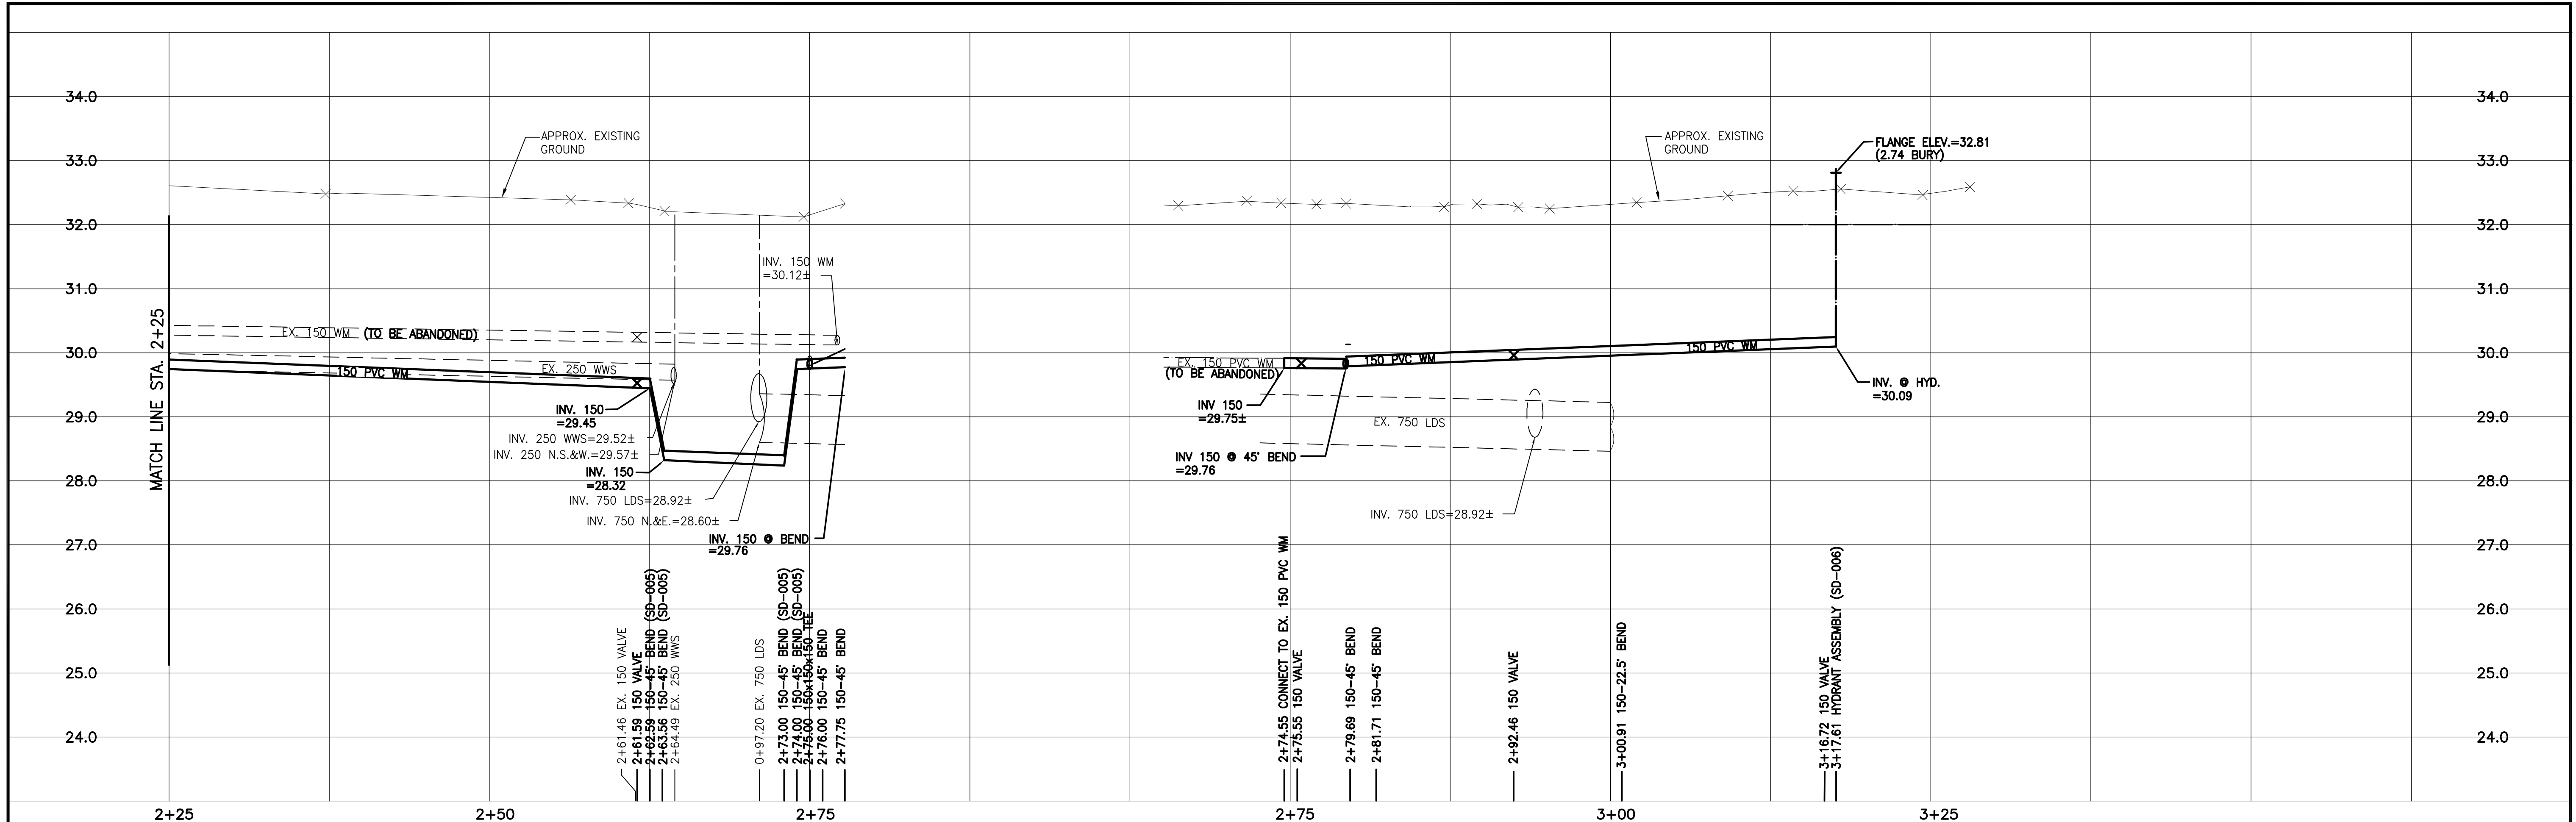 34.0
34.0
APPROX. EXISTING
GROUND
APPROX. EXISTING
GROUND
FLANGE ELEV.=32.81
(2.74 BURY)
33.0
33.0
32.0
32.0
INV. 150 WM
=30.12±
31.0
31.0
MATCH LINE STA. 2+25
EX. 150 WM (TO BE ABANDONED)
30.0
30.0
150 PVC WM
EX. 250 WWS
EX. 150 PVC WM
(TO BE ABANDONED)
150 PVC WM
150 PVC WM
INV. 150
=29.45
INV. 250 WWS=29.52±
INV. 250 N.S.&W.=29.57±
INV. 150
=28.32
INV. 750 LDS=28.92±
INV. 750 N.&E.=28.60±
INV. 150 @ BEND
=29.76
INV 150
=29.75±
INV 150 @ 45° BEND
=29.76
EX. 750 LDS
INV. 750 LDS=28.92±
INV. @ HYD.
=30.09
29.0
29.0
28.0
28.0
27.0
27.0
26.0
26.0
25.0
25.0
24.0
24.0
2+61.46 EX. 150 VALVE
2+61.59 150 VALVE
2+62.59 150-45° BEND (SD-005)
2+63.56 150-45° BEND (SD-005)
2+64.49 EX. 250 WWS
0+97.20 EX. 750 LDS
2+73.00 150-45° BEND (SD-005)
2+74.00 150-45° BEND (SD-005)
2+75.00 150x150x150 TEE
2+76.00 150-45° BEND
2+77.75 150-45° BEND
2+74.55 CONNECT TO EX. 150 PVC WM
2+75.55 150 VALVE
2+79.69 150-45° BEND
2+81.71 150-45° BEND
2+92.46 150 VALVE
3+00.91 150-22.5° BEND
3+16.72 150 VALVE
3+17.61 HYDRANT ASSEMBLY (SD-006)
2+25
2+50
2+75
2+75
3+00
3+25